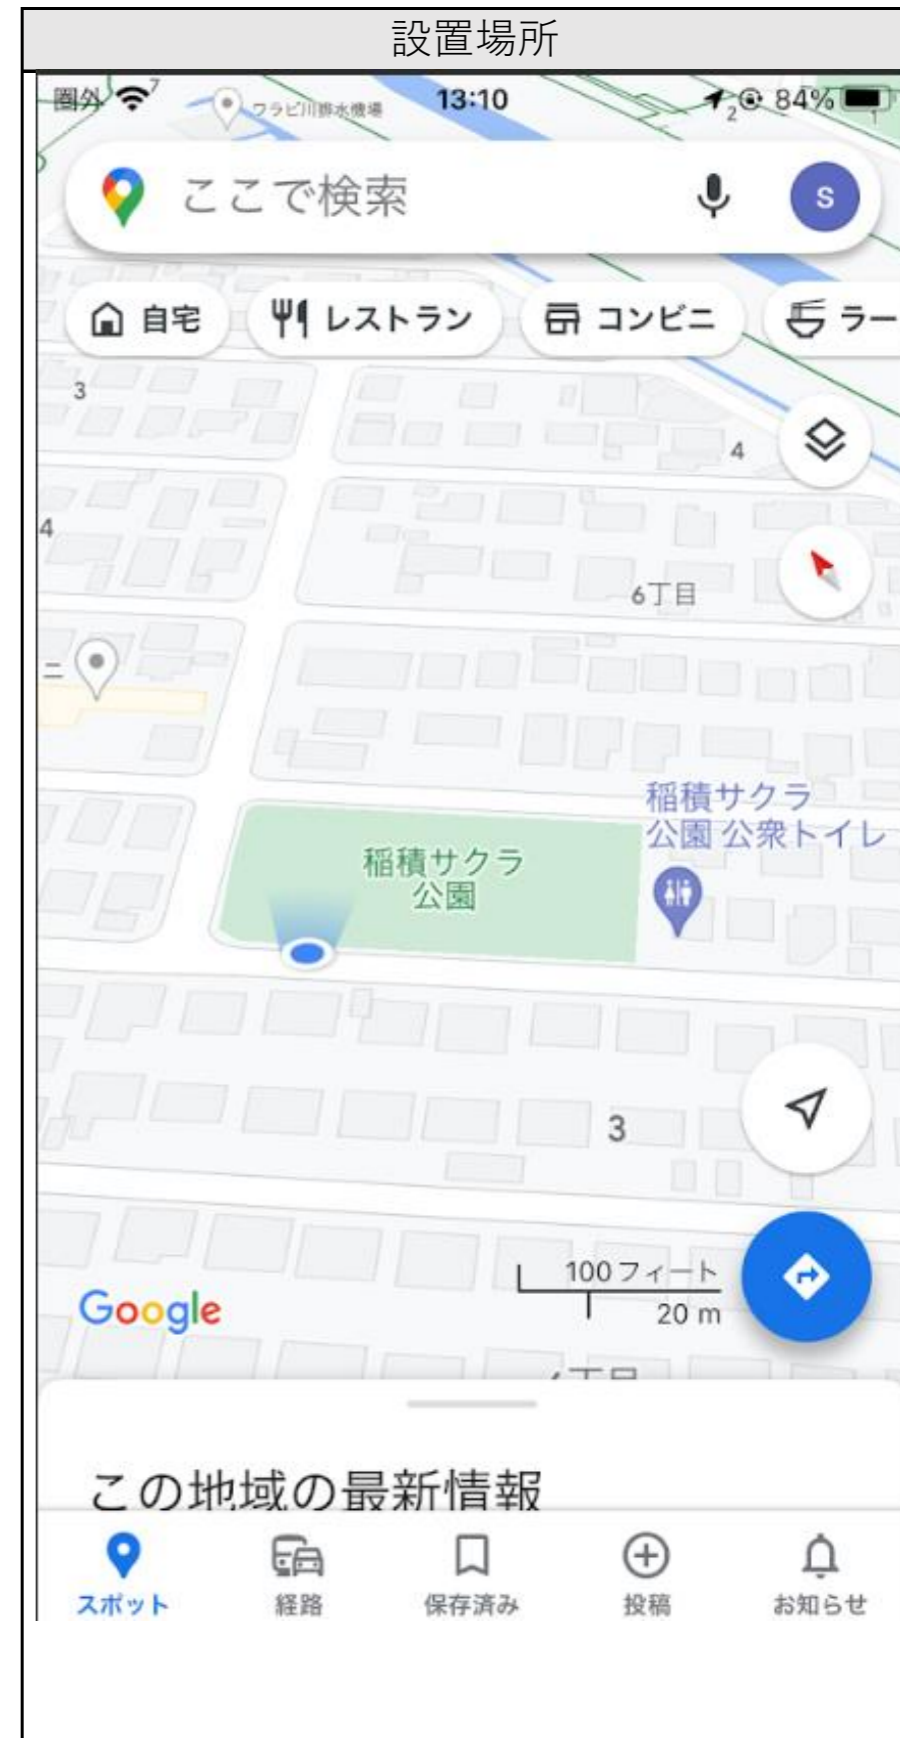 設置場所
圏外
7
ワラビ川排水機場
13:10
2
84%
1
ここで検索
S
自宅
レストラン
コンビニ
ラー
3
4
4
6丁目
ニ
稲積サクラ
公園 公衆トイレ
稲積サクラ
公園
3
100 フィート
20 m
Google
この地域の最新情報
スポット
経路
保存済み
投稿
お知らせ